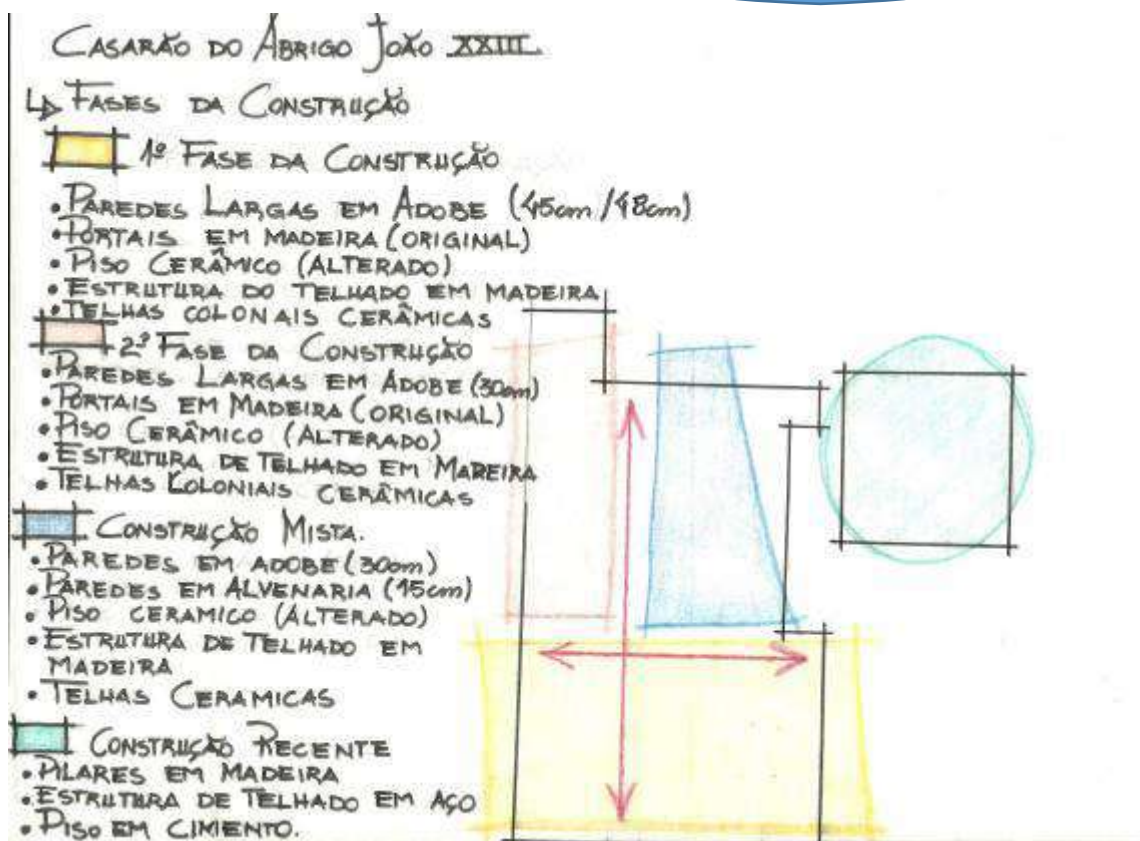 CASARÃO DO ABRIGO JOÃO XXIII
↳ FASES DA CONSTRUÇÃO
1ª FASE DA CONSTRUÇÃO
• PAREDES LARGAS EM ADOBE (45cm/48cm)
• PORTAIS EM MADEIRA (ORIGINAL)
• PISO CERÂMICO (ALTERADO)
• ESTRUTURA DO TELHADO EM MADEIRA
• TELHAS COLONAIS CERÂMICAS
2ª FASE DA CONSTRUÇÃO
• PAREDES LARGAS EM ADOBE (30cm)
• PORTAIS EM MADEIRA (ORIGINAL)
• PISO CERÂMICO (ALTERADO)
• ESTRUTURA DE TELHADO EM MADEIRA
• TELHAS COLONIAIS CERÂMICAS
CONSTRUÇÃO MISTA.
• PAREDES EM ADOBE (30cm)
• PAREDES EM ALVENARIA (15cm)
• PISO CERAMICO (ALTERADO)
• ESTRUTURA DE TELHADO EM
MADEIRA
• TELHAS CERAMICAS
CONSTRUÇÃO RECENTE
• PILARES EM MADEIRA
• ESTRUTURA DE TELHADO EM AÇO
• PISO EM CIMENTO.